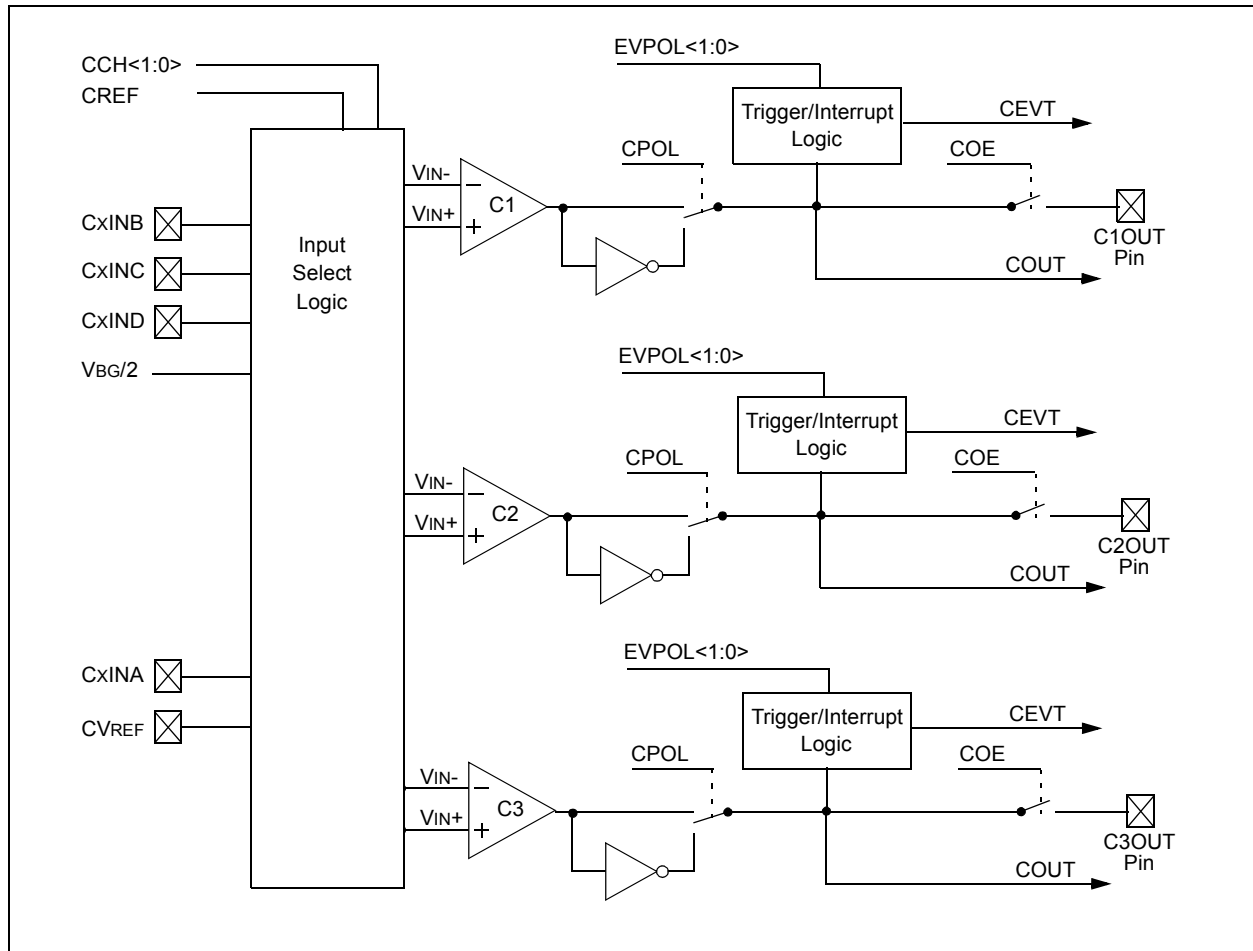 CCH<1:0>
CREF
CxINB
CxINC
CxIND
VBG/2
CxINA
CVREF
Input
Select
Logic
EVPOL<1:0>
Trigger/Interrupt
Logic
CEVT
CPOL
COE
VIN-
VIN+
C1
C1OUT
Pin
COUT
EVPOL<1:0>
Trigger/Interrupt
Logic
CEVT
CPOL
COE
VIN-
VIN+
C2
C2OUT
Pin
COUT
EVPOL<1:0>
Trigger/Interrupt
Logic
CEVT
CPOL
COE
VIN-
VIN+
C3
C3OUT
Pin
COUT